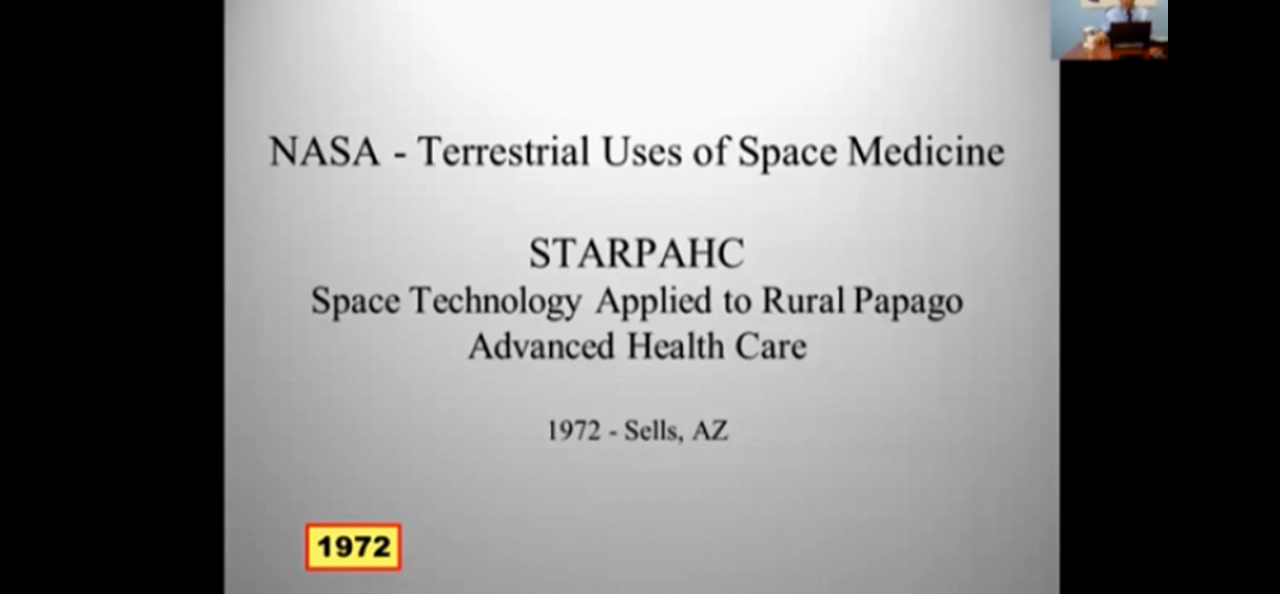 NASA - Terrestrial Uses of Space Medicine
STARPAHC
Space Technology Applied to Rural Papago
Advanced Health Care
1972 - Sells, AZ
1972